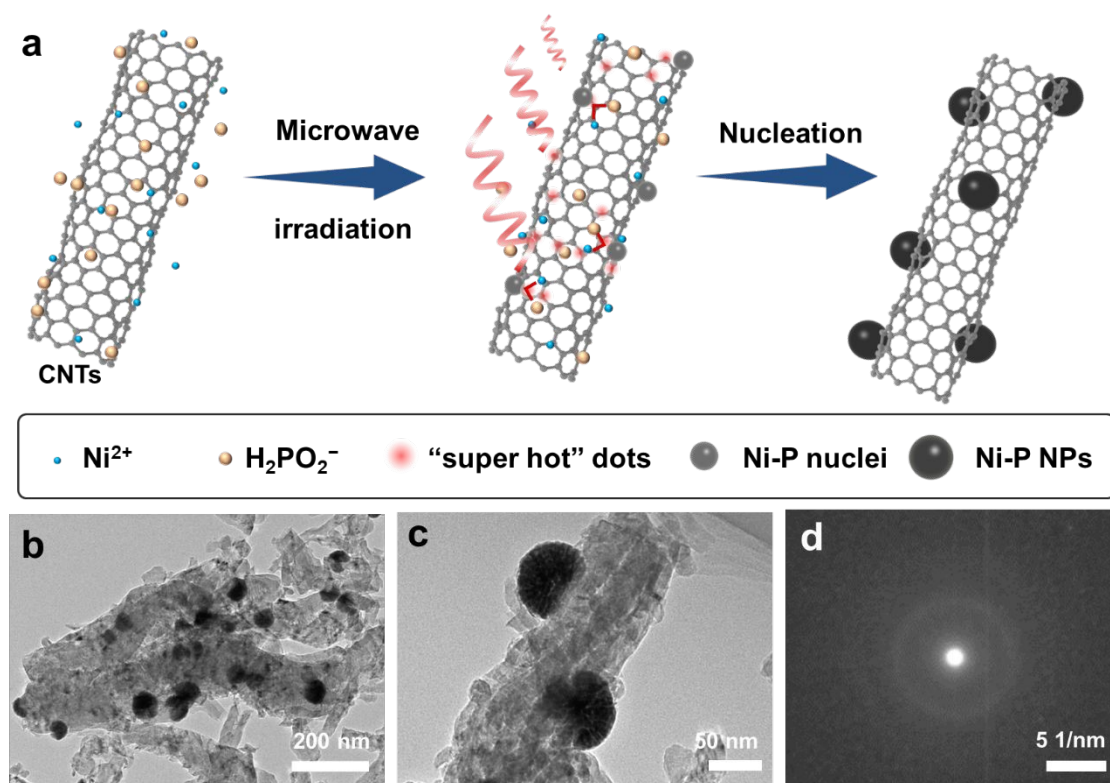 a
Microwave
irradiation
Nucleation
CNTs
Ni²⁺
H₂PO₂⁻
“super hot” dots
Ni-P nuclei
Ni-P NPs
b
200 nm
c
50 nm
d
5 1/nm